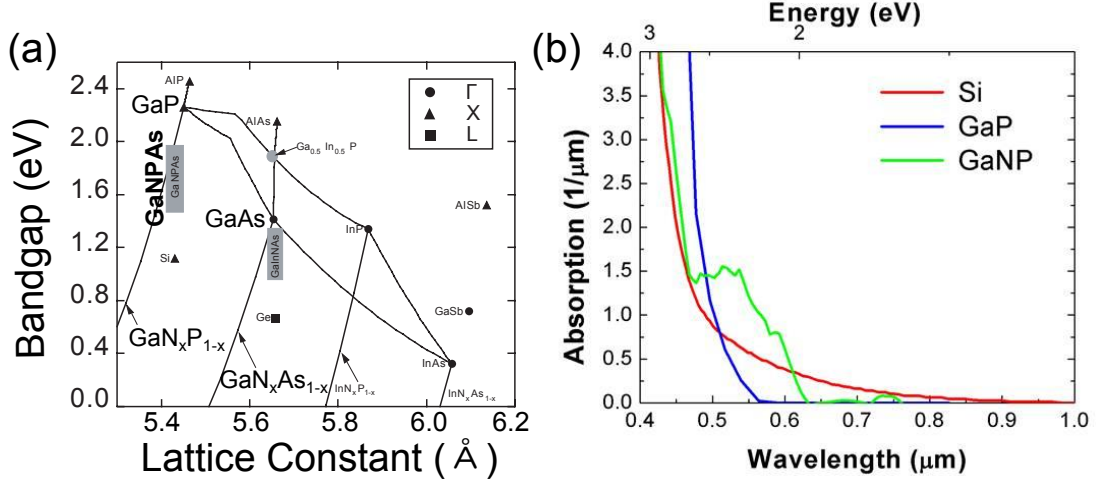 (a)
Bandgap (eV)
2.4
2.0
1.6
1.2
0.8
0.4
0.0
5.4
5.6
5.8
6.0
6.2
Lattice Constant ( Å )
Γ
X
L
AlP
GaP
AlAs
Ga0.5 In0.5 P
GaNPAs
GaNPAs
AlSb
GaAs
InP
Si
GaInNAs
Ge
GaSb
GaNxP1-x
InAs
GaNxAs1-x
InNxP1-x
InNxAs1-x
(b)
Energy (eV)
3
2
Absorption (1/μm)
4.0
3.5
3.0
2.5
2.0
1.5
1.0
0.5
0.0
Si
GaP
GaNP
0.4
0.5
0.6
0.7
0.8
0.9
1.0
Wavelength (μm)